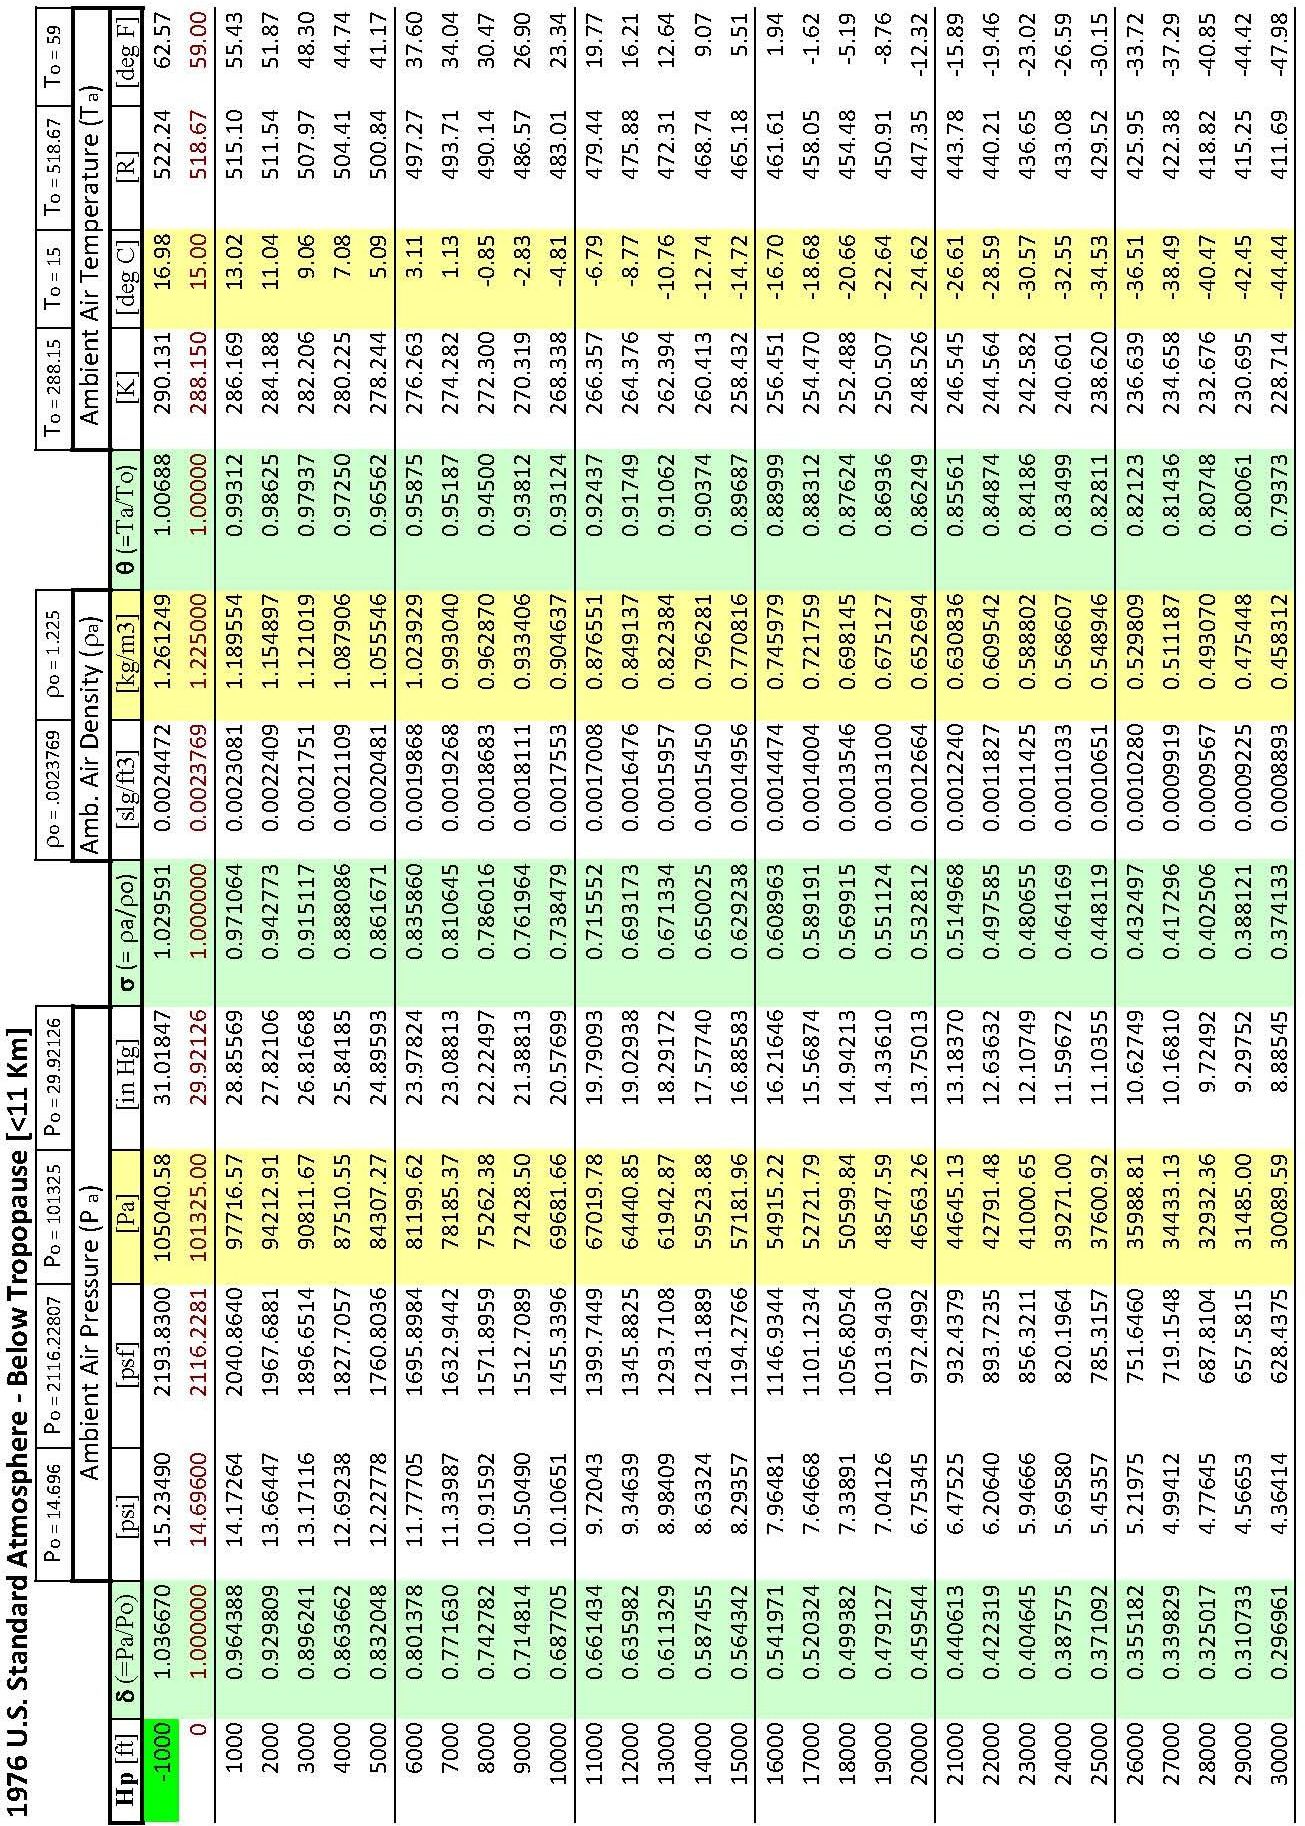 1976 U.S. Standard Atmosphere - Below Tropopause [<11 Km]
Po = 14.696 Po = 2116.22807 Po = 101325 Po = 29.92126 ρo = .0023769 ρo = 1.225 To = 288.15 To = 15 To = 518.67 To = 59
Ambient Air Pressure (P a) Amb. Air Density (ρa) Ambient Air Temperature (T a)
Hp [ft] δ (=Pa/Po) [psi] [psf] [Pa] [in Hg] σ (= ρa/ρo) [slg/ft3] [kg/m3] θ (=Ta/To) [K] [deg C] [R] [deg F]
-1000 1.036670 15.23490 2193.8300 105040.58 31.01847 1.029591 0.0024472 1.261249 1.00688 290.131 16.98 522.24 62.57
0 1.000000 14.69600 2116.2281 101325.00 29.92126 1.000000 0.0023769 1.225000 1.00000 288.150 15.00 518.67 59.00
1000 0.964388 14.17264 2040.8640 97716.57 28.85569 0.971064 0.0023081 1.189554 0.99312 286.169 13.02 515.10 55.43
2000 0.929809 13.66447 1967.6881 94212.91 27.82106 0.942773 0.0022409 1.154897 0.98625 284.188 11.04 511.54 51.87
3000 0.896241 13.17116 1896.6514 90811.67 26.81668 0.915117 0.0021751 1.121019 0.97937 282.206 9.06 507.97 48.30
4000 0.863662 12.69238 1827.7057 87510.55 25.84185 0.888086 0.0021109 1.087906 0.97250 280.225 7.08 504.41 44.74
5000 0.832048 12.22778 1760.8036 84307.27 24.89593 0.861671 0.0020481 1.055546 0.96562 278.244 5.09 500.84 41.17
6000 0.801378 11.77705 1695.8984 81199.62 23.97824 0.835860 0.0019868 1.023929 0.95875 276.263 3.11 497.27 37.60
7000 0.771630 11.33987 1632.9442 78185.37 23.08813 0.810645 0.0019268 0.993040 0.95187 274.282 1.13 493.71 34.04
8000 0.742782 10.91592 1571.8959 75262.38 22.22497 0.786016 0.0018683 0.962870 0.94500 272.300 -0.85 490.14 30.47
9000 0.714814 10.50490 1512.7089 72428.50 21.38813 0.761964 0.0018111 0.933406 0.93812 270.319 -2.83 486.57 26.90
10000 0.687705 10.10651 1455.3396 69681.66 20.57699 0.738479 0.0017553 0.904637 0.93124 268.338 -4.81 483.01 23.34
11000 0.661434 9.72043 1399.7449 67019.78 19.79093 0.715552 0.0017008 0.876551 0.92437 266.357 -6.79 479.44 19.77
12000 0.635982 9.34639 1345.8825 64440.85 19.02938 0.693173 0.0016476 0.849137 0.91749 264.376 -8.77 475.88 16.21
13000 0.611329 8.98409 1293.7108 61942.87 18.29172 0.671334 0.0015957 0.822384 0.91062 262.394 -10.76 472.31 12.64
14000 0.587455 8.63324 1243.1889 59523.88 17.57740 0.650025 0.0015450 0.796281 0.90374 260.413 -12.74 468.74 9.07
15000 0.564342 8.29357 1194.2766 57181.96 16.88583 0.629238 0.0014956 0.770816 0.89687 258.432 -14.72 465.18 5.51
16000 0.541971 7.96481 1146.9344 54915.22 16.21646 0.608963 0.0014474 0.745979 0.88999 256.451 -16.70 461.61 1.94
17000 0.520324 7.64668 1101.1234 52721.79 15.56874 0.589191 0.0014004 0.721759 0.88312 254.470 -18.68 458.05 -1.62
18000 0.499382 7.33891 1056.8054 50599.84 14.94213 0.569915 0.0013546 0.698145 0.87624 252.488 -20.66 454.48 -5.19
19000 0.479127 7.04126 1013.9430 48547.59 14.33610 0.551124 0.0013100 0.675127 0.86936 250.507 -22.64 450.91 -8.76
20000 0.459544 6.75345 972.4992 46563.26 13.75013 0.532812 0.0012664 0.652694 0.86249 248.526 -24.62 447.35 -12.32
21000 0.440613 6.47525 932.4379 44645.13 13.18370 0.514968 0.0012240 0.630836 0.85561 246.545 -26.61 443.78 -15.89
22000 0.422319 6.20640 893.7235 42791.48 12.63632 0.497585 0.0011827 0.609542 0.84874 244.564 -28.59 440.21 -19.46
23000 0.404645 5.94666 856.3211 41000.65 12.10749 0.480655 0.0011425 0.588802 0.84186 242.582 -30.57 436.65 -23.02
24000 0.387575 5.69580 820.1964 39271.00 11.59672 0.464169 0.0011033 0.568607 0.83499 240.601 -32.55 433.08 -26.59
25000 0.371092 5.45357 785.3157 37600.92 11.10355 0.448119 0.0010651 0.548946 0.82811 238.620 -34.53 429.52 -30.15
26000 0.355182 5.21975 751.6460 35988.81 10.62749 0.432497 0.0010280 0.529809 0.82123 236.639 -36.51 425.95 -33.72
27000 0.339829 4.99412 719.1548 34433.13 10.16810 0.417296 0.0009919 0.511187 0.81436 234.658 -38.49 422.38 -37.29
28000 0.325017 4.77645 687.8104 32932.36 9.72492 0.402506 0.0009567 0.493070 0.80748 232.676 -40.47 418.82 -40.85
29000 0.310733 4.56653 657.5815 31485.00 9.29752 0.388121 0.0009225 0.475448 0.80061 230.695 -42.45 415.25 -44.42
30000 0.296961 4.36414 628.4375 30089.59 8.88545 0.374133 0.0008893 0.458312 0.79373 228.714 -44.44 411.69 -47.98